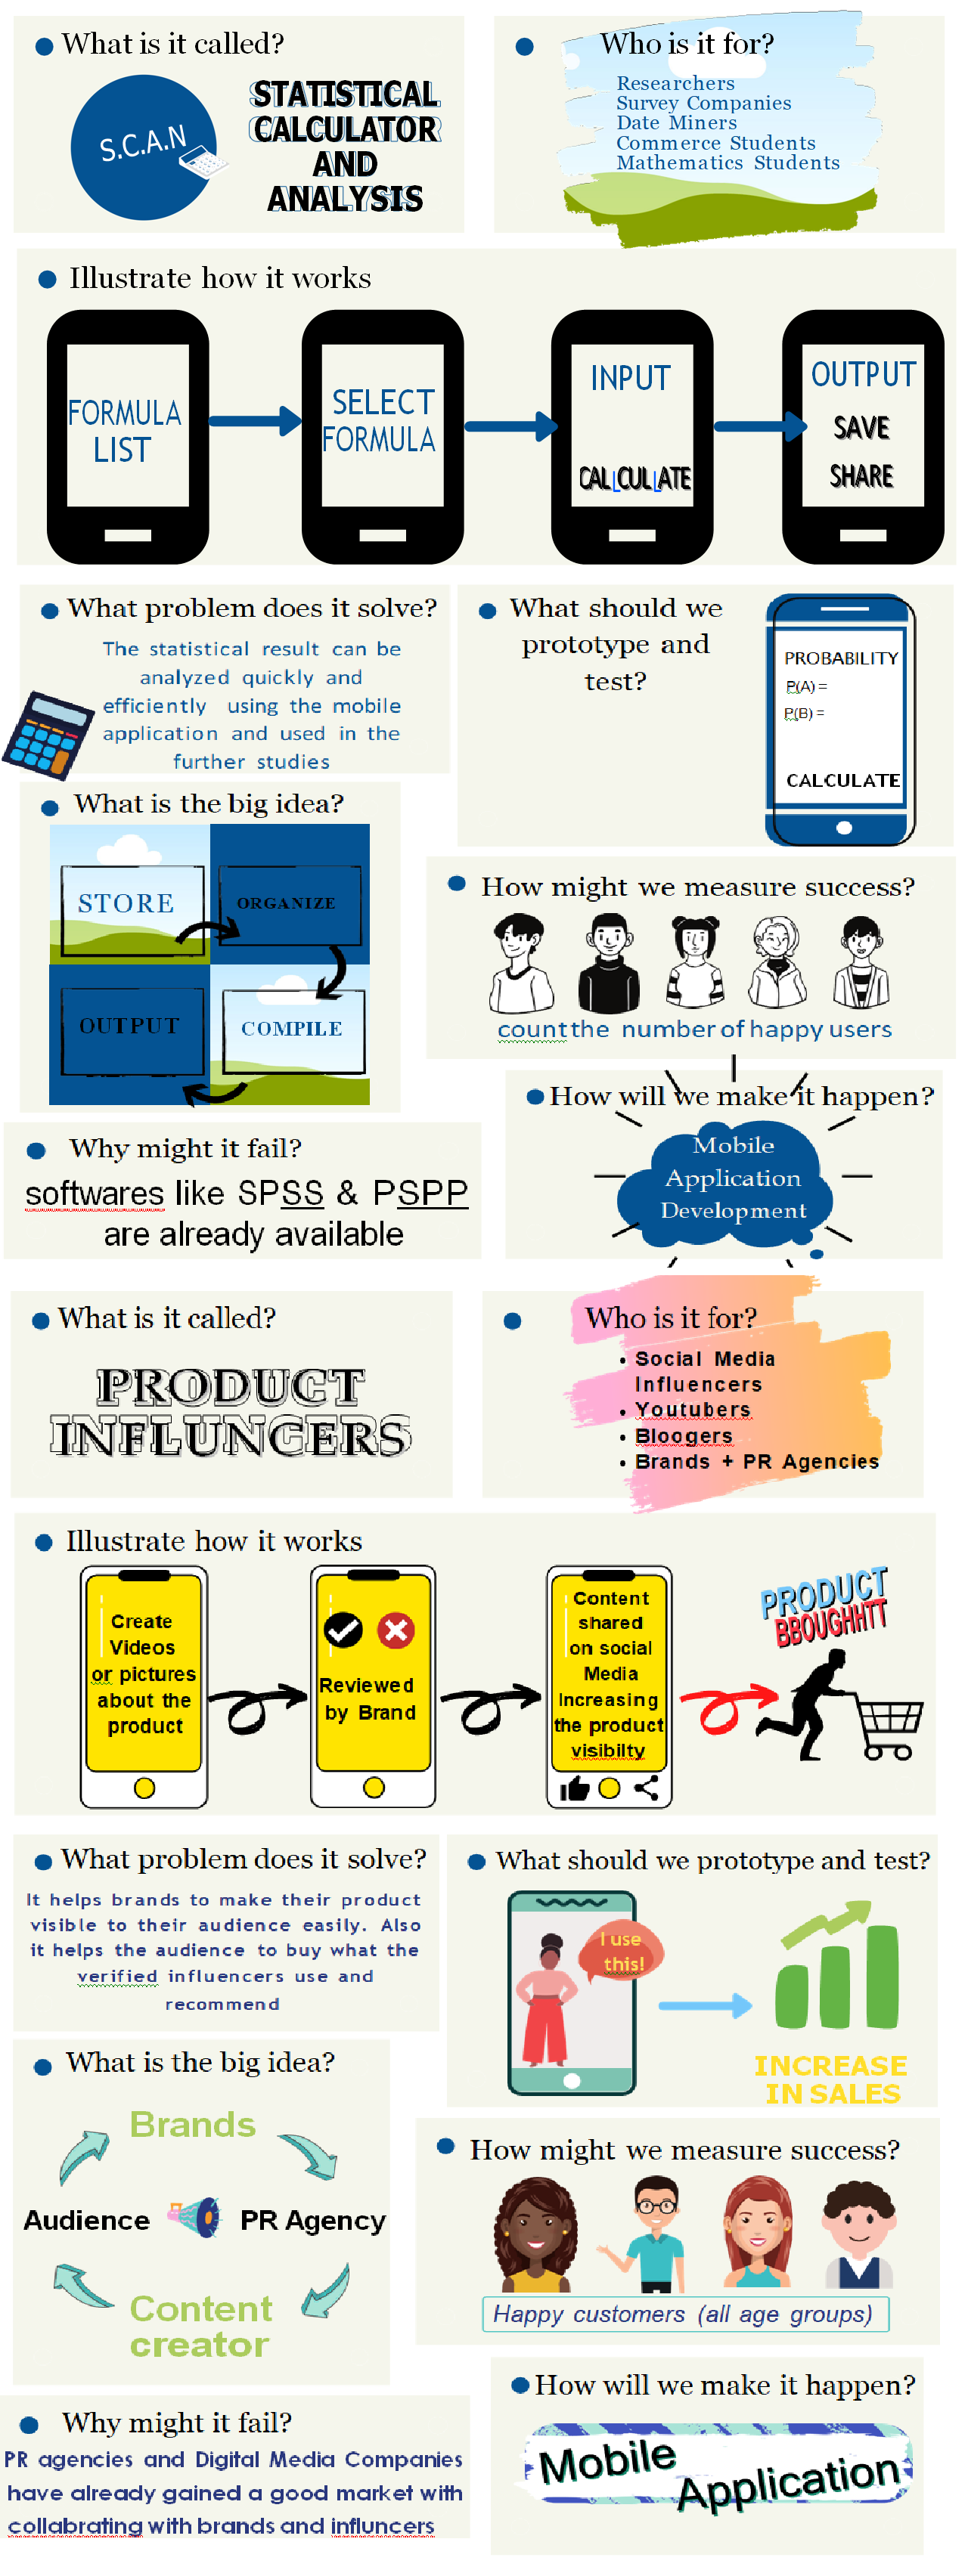 What is it called?
S.C.A.N
STATISTICAL
CALCULATOR
AND
ANALYSIS
Who is it for?
Researchers
Survey Companies
Date Miners
Commerce Students
Mathematics Students
Illustrate how it works
FORMULA
LIST
SELECT
FORMULA
INPUT
CALCULATE
OUTPUT
SAVE
SHARE
What problem does it solve?
The statistical result can be
analyzed quickly and
efficiently using the mobile
application and used in the
further studies
What should we
prototype and
test?
PROBABILITY
P(A) =
P(B) =
CALCULATE
What is the big idea?
STORE
ORGANIZE
OUTPUT
COMPILE
How might we measure success?
count the number of happy users
How will we make it happen?
Mobile
Application
Development
Why might it fail?
softwares like SPSS & PSPP
are already available
What is it called?
PRODUCT
INFLUNCERS
Who is it for?
• Social Media
Influencers
• Youtubers
• Bloogers
• Brands + PR Agencies
Illustrate how it works
Create
Videos
or pictures
about the
product
Reviewed
by Brand
Content
shared
on social
Media
Increasing
the product
visibilty
PRODUCT
BBOUGHHTT
What problem does it solve?
It helps brands to make their product
visible to their audience easily. Also
it helps the audience to buy what the
verified influencers use and
recommend
What should we prototype and test?
I use
this!
INCREASE
IN SALES
What is the big idea?
Brands
Audience
PR Agency
Content
creator
How might we measure success?
Happy customers (all age groups)
How will we make it happen?
Mobile
Application
Why might it fail?
PR agencies and Digital Media Companies
have already gained a good market with
collabrating with brands and influncers